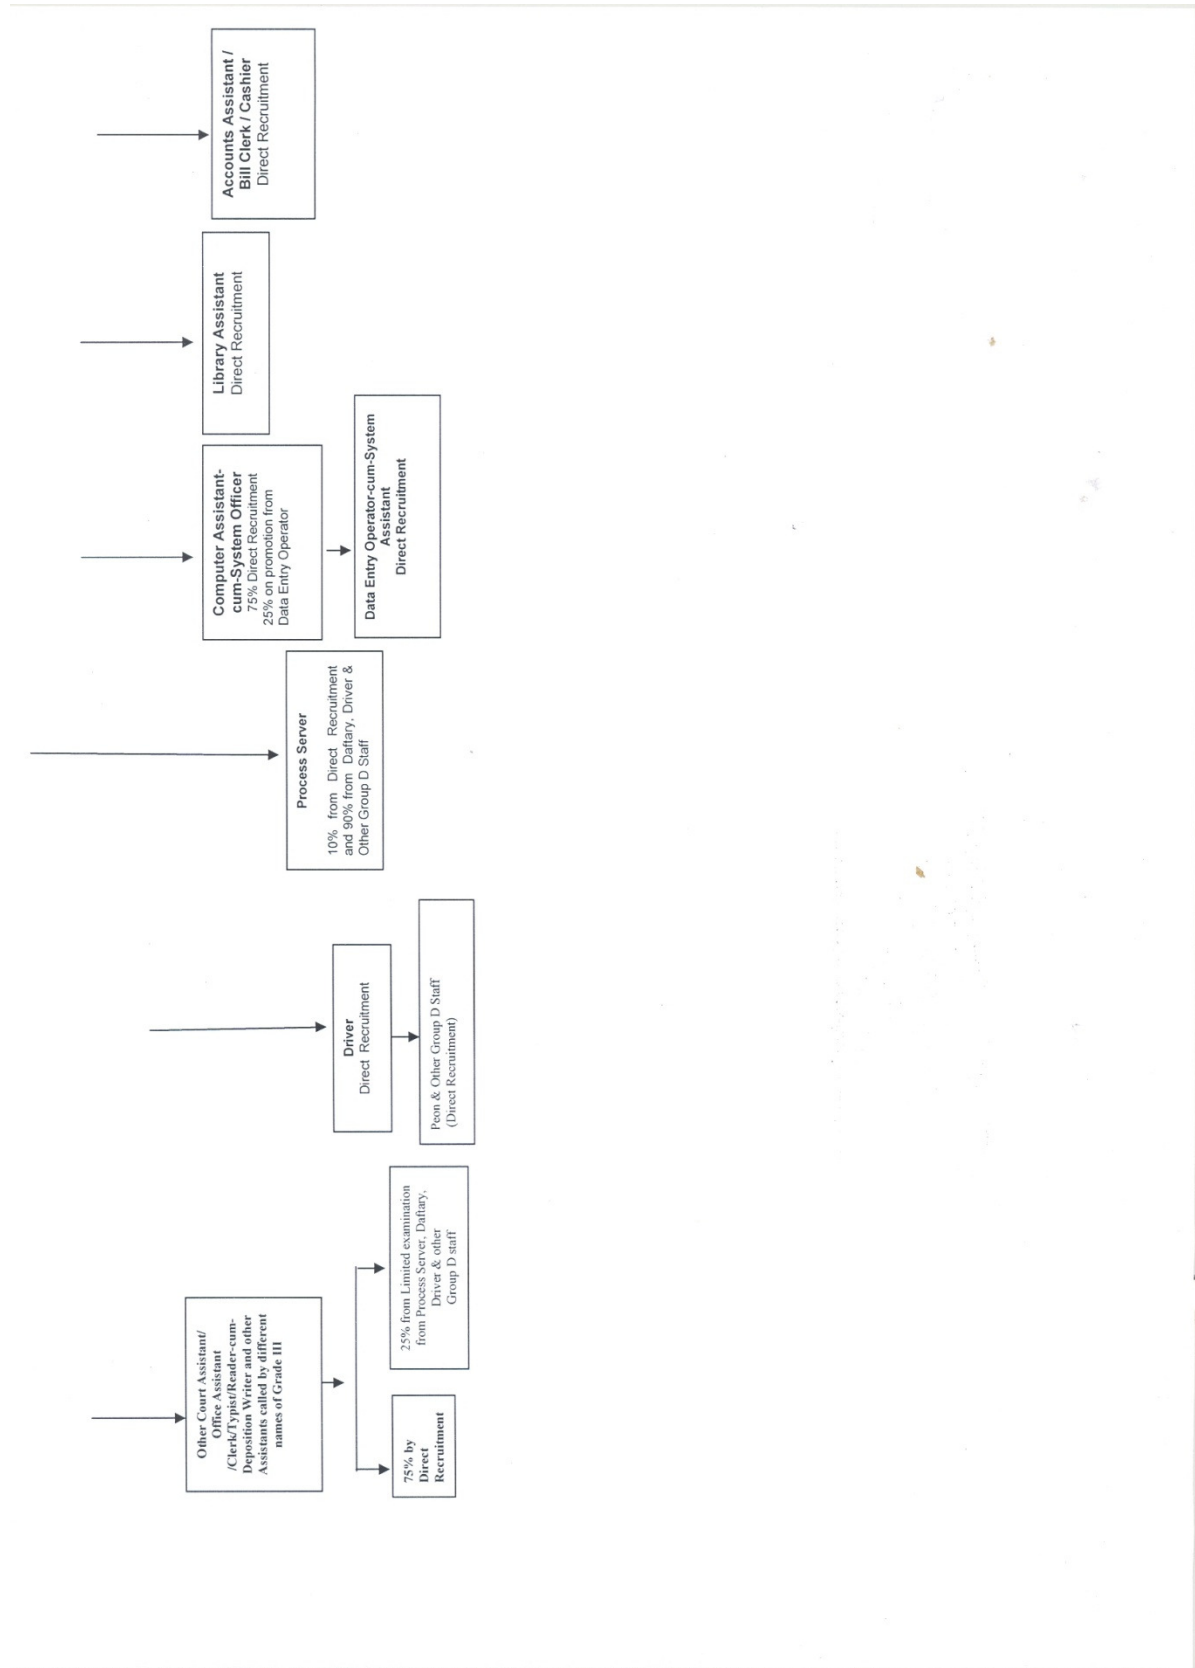 Other Court Assistant/
Office Assistant
/Clerk/Typist/Reader-cum-
Deposition Writer and other
Assistants called by different
names of Grade III
75% by
Direct
Recruitment
25% from Limited examination
from Process Server, Daftary,
Driver & other
Group D staff
Driver
Direct Recruitment
Peon & Other Group D Staff
(Direct Recruitment)
Process Server
10% from Direct Recruitment
and 90% from Daftary, Driver &
Other Group D Staff
Computer Assistant-
cum-System Officer
75% Direct Recruitment
25% on promotion from
Data Entry Operator
Data Entry Operator-cum-System
Assistant
Direct Recruitment
Library Assistant
Direct Recruitment
Accounts Assistant /
Bill Clerk / Cashier
Direct Recruitment